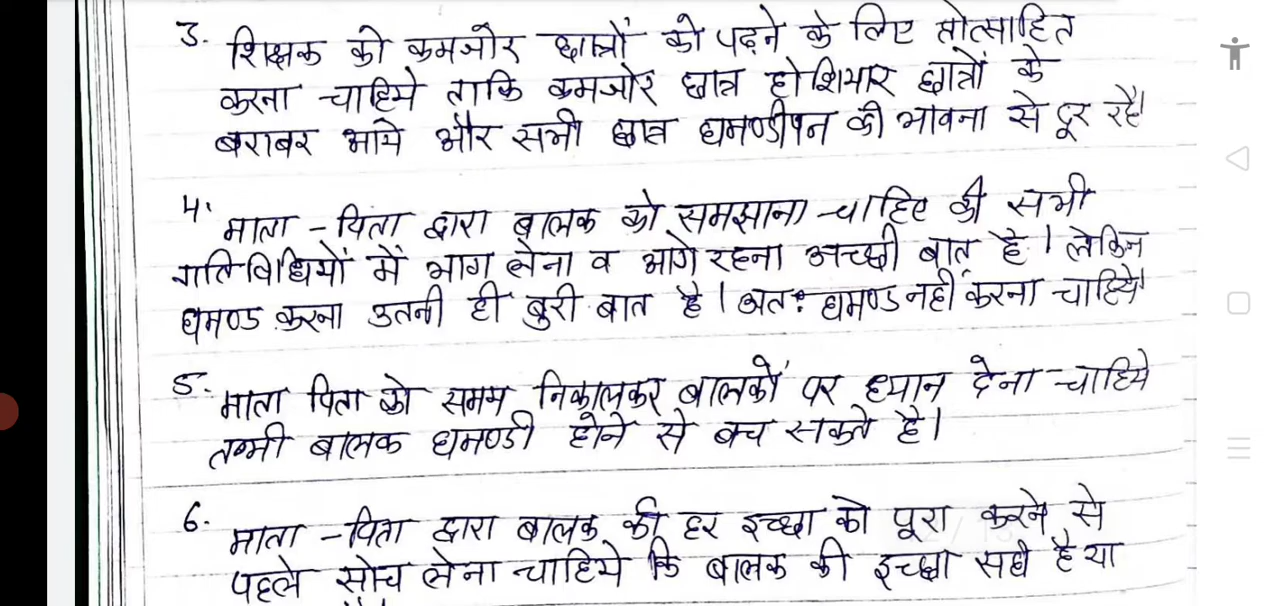 3. शिक्षक को कमजोर छात्रों को पढ़ने के लिए प्रोत्साहित
करना चाहिये ताकि कमजोर छात्र होशियार छात्रों के
बराबर आये और सभी छात्र घमण्डीपन की भावना से दूर रहें।
4. माता - पिता द्वारा बालक को समझाना चाहिए की सभी
गतिविधियों में भाग लेना व आगे रहना अच्छी बात है। लेकिन
घमण्ड करना उतनी ही बुरी बात है। अतः घमण्ड नहीं करना चाहिये।
5. माता पिता को समय निकालकर बालकों पर ध्यान देना चाहिये
तभी बालक घमण्डी होने से बच सकते है।
6. माता - पिता द्वारा बालक की हर इच्छा को पूरा करने से
पहले सोच लेना चाहिये कि बालक की इच्छा सही है या